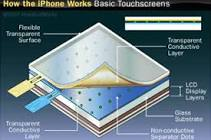 How the iPhone Works Basic Touchscreens
Flexible
Transparent
Surface
Transparent
Conductive
Layer
LCD
Display
Layers
Glass
Substrate
Transparent
Conductive
Layer
Non-conductive
Separator Dots